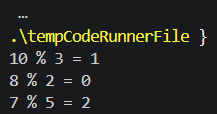 …
.\tempCodeRunnerFile }
10 % 3 = 1
8 % 2 = 0
7 % 5 = 2